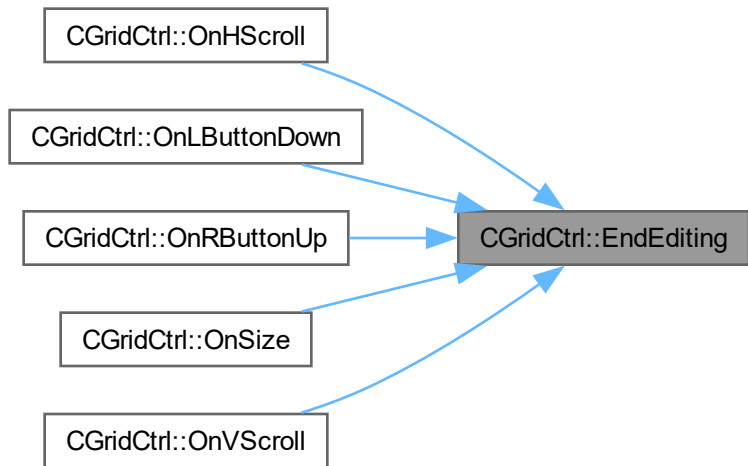 CGridCtrl::OnHScroll
CGridCtrl::OnLButtonDown
CGridCtrl::OnRButtonUp
CGridCtrl::EndEditing
CGridCtrl::OnSize
CGridCtrl::OnVScroll